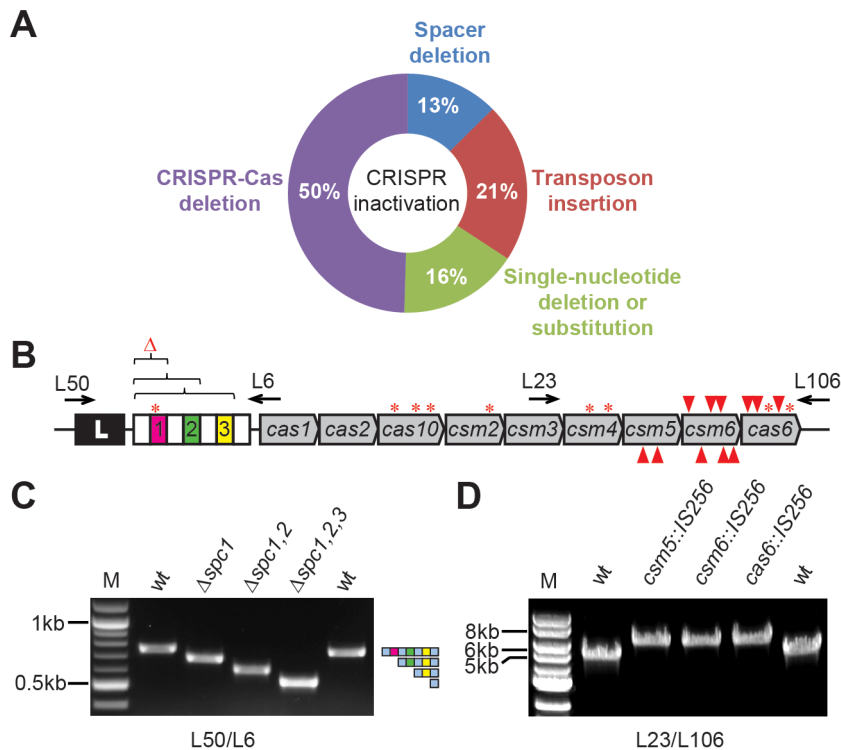 A
Spacer
deletion
13%
CRISPR-Cas
deletion
50%
CRISPR
inactivation
21%
Transposon
insertion
16%
Single-nucleotide
deletion or
substitution
B
Δ
L50
L6
L23
L106
* * * * * * * * * *
L 1 2 3 cas1 cas2 cas10 csm2 csm3 csm4 csm5 csm6 cas6
C
M wt Δspc1 Δspc1,2 Δspc1,2,3 wt
1kb
0.5kb
L50/L6
D
M wt csm5::IS256 csm6::IS256 cas6::IS256 wt
8kb
6kb
5kb
L23/L106